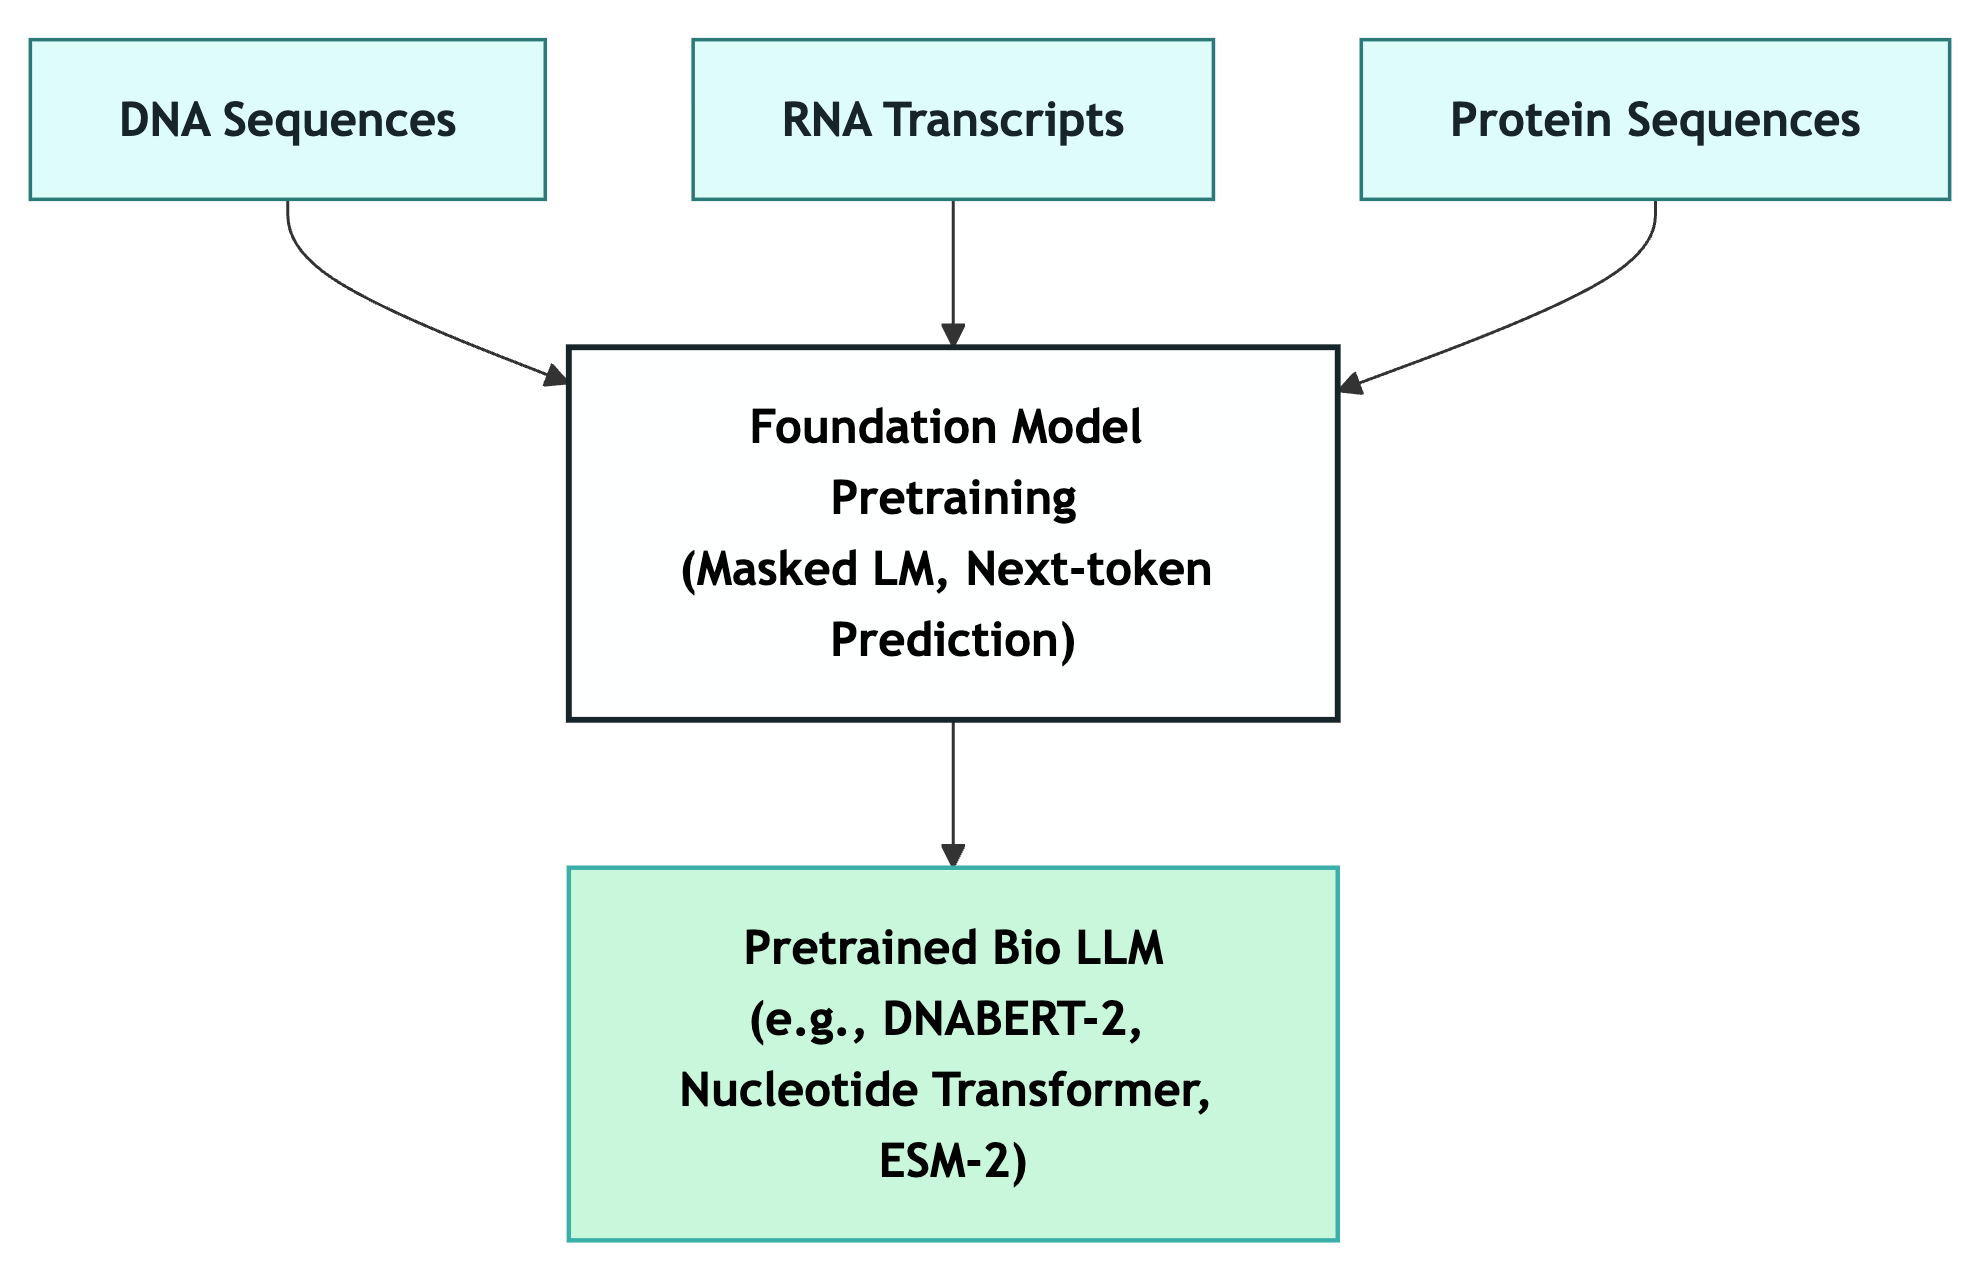 DNA Sequences
RNA Transcripts
Protein Sequences
Foundation Model
Pretraining
(Masked LM, Next-token
Prediction)
Pretrained Bio LLM
(e.g., DNABERT-2,
Nucleotide Transformer,
ESM-2)